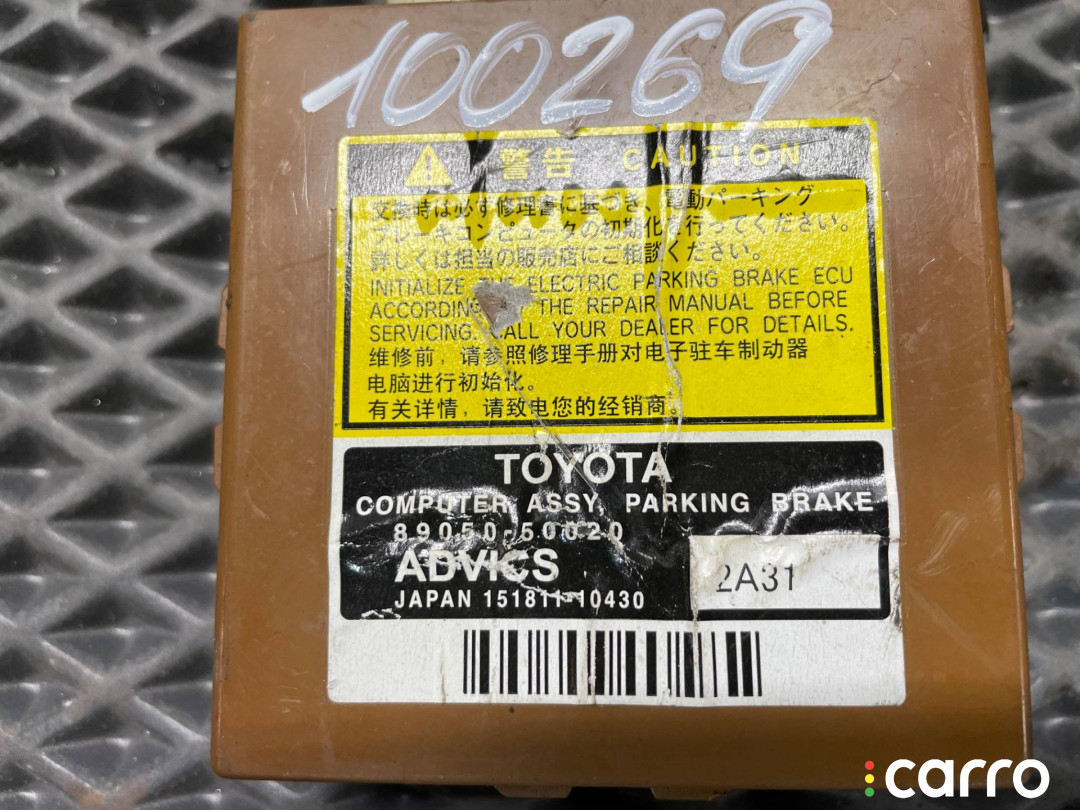 100269
警告 CAUTION
交換時は必ず修理書に基づき、電動パーキング
ブレーキコンピュータの初期化を行ってください。
詳しくは担当の販売店にご相談ください。
INITIALIZE ELECTRIC PARKING BRAKE ECU
ACCORDING THE REPAIR MANUAL BEFORE
SERVICING. CALL YOUR DEALER FOR DETAILS.
维修前，请参照修理手册对电子驻车制动器
电脑进行初始化。
有关详情，请致电您的经销商。
TOYOTA
COMPUTER ASSY, PARKING BRAKE
89050-50020
ADVICS
2A31
JAPAN 151811-10430
carro